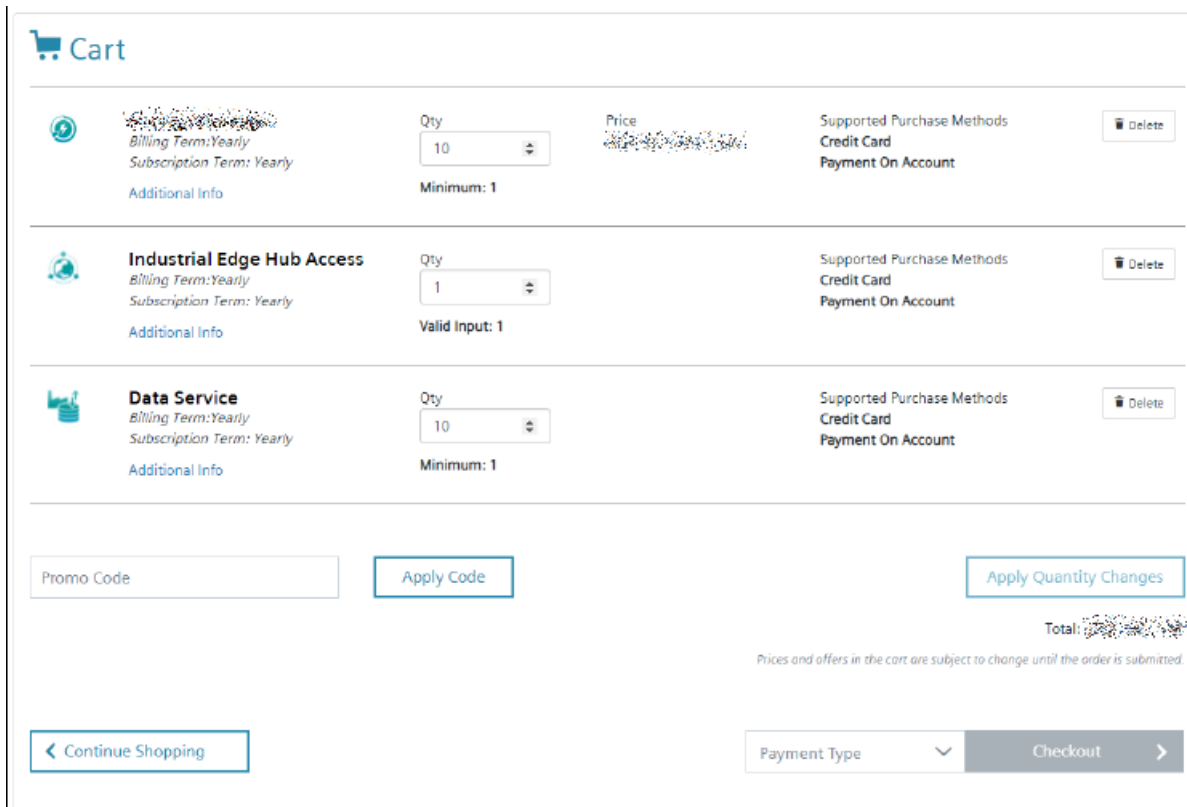 Cart
Qty
Price
Supported Purchase Methods
Delete
10
Credit Card
Billing Term:Yearly
Payment On Account
Subscription Term: Yearly
Minimum: 1
Additional Info
Industrial Edge Hub Access
Qty
Supported Purchase Methods
Delete
Billing Term:Yearly
1
Credit Card
Subscription Term: Yearly
Payment On Account
Additional Info
Valid Input: 1
Data Service
Qty
Supported Purchase Methods
Delete
Billing Term:Yearly
10
Credit Card
Subscription Term: Yearly
Payment On Account
Additional Info
Minimum: 1
Promo Code
Apply Code
Apply Quantity Changes
Total:
Prices and offers in the cart are subject to change until the order is submitted.
Continue Shopping
Payment Type
Checkout